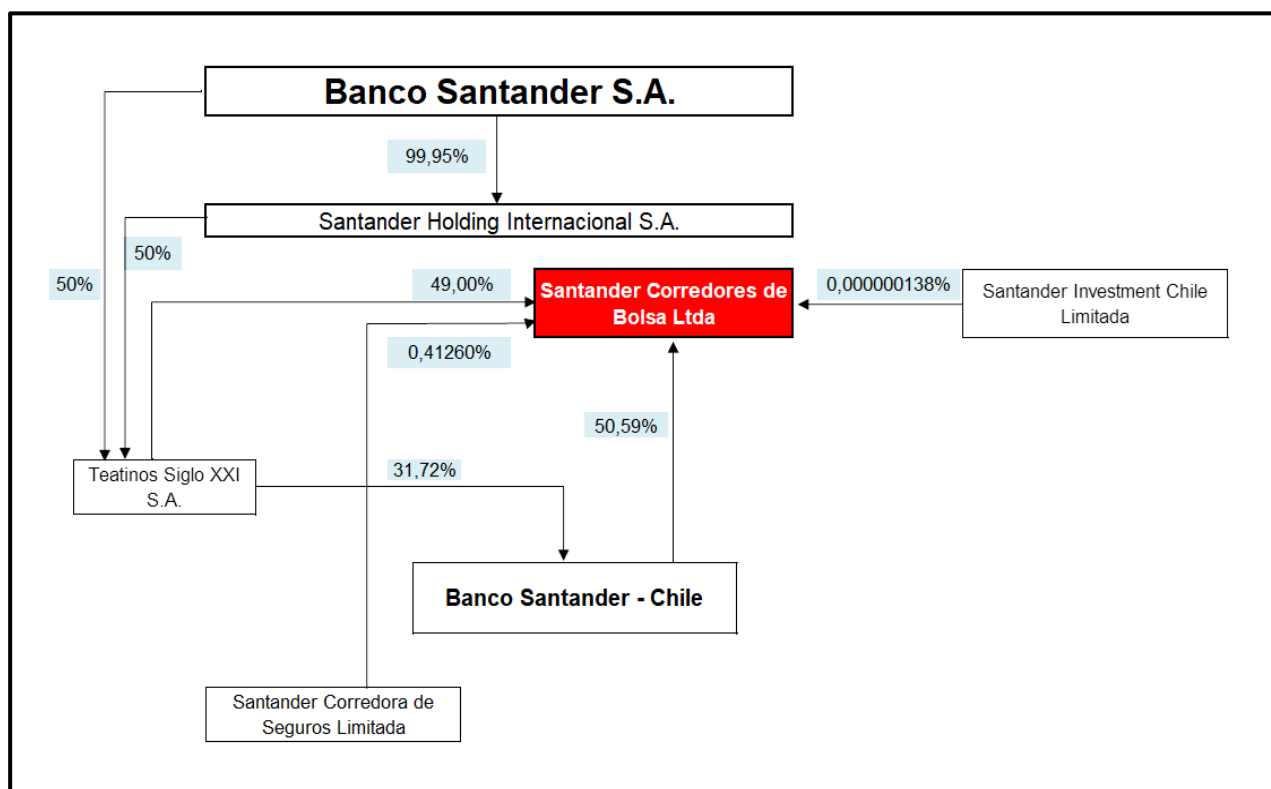 Banco Santander S.A.
99,95%
Santander Holding Internacional S.A.
50%
50%
49,00%
Santander Corredores de
Bolsa Ltda
0,000000138%
Santander Investment Chile
Limitada
0,41260%
50,59%
Teatinos Siglo XXI
S.A.
31,72%
Banco Santander - Chile
Santander Corredora de
Seguros Limitada